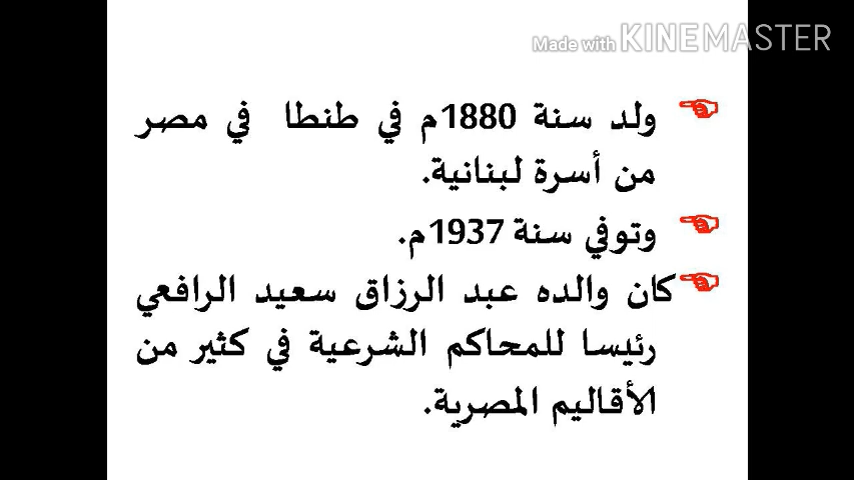 Made with KINEMASTER
ولد سنة 1880م في طنطا في مصر
من أسرة لبنانية.
وتوفي سنة 1937م.
كان والده عبد الرزاق سعيد الرافعي
رئيسا للمحاكم الشرعية في كثير من
الأقاليم المصرية.